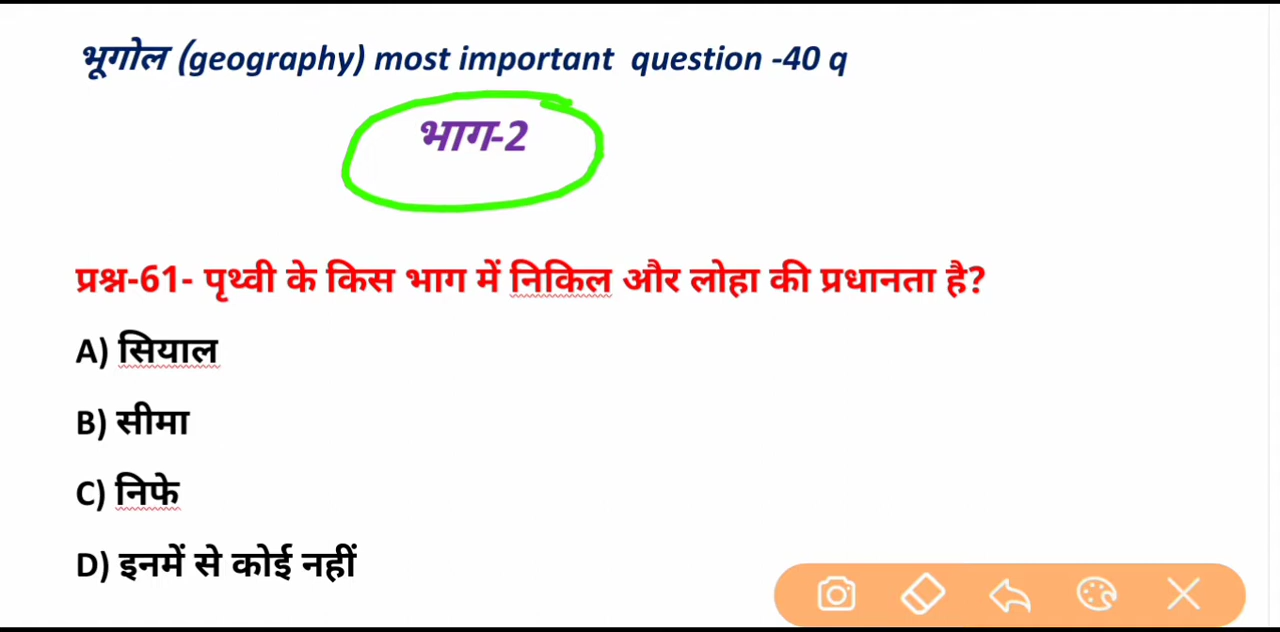 भूगोल (geography) most important question -40 q
भाग-2
प्रश्न-61- पृथ्वी के किस भाग में निकिल और लोहा की प्रधानता है?
A) सियाल
B) सीमा
C) निफे
D) इनमें से कोई नहीं